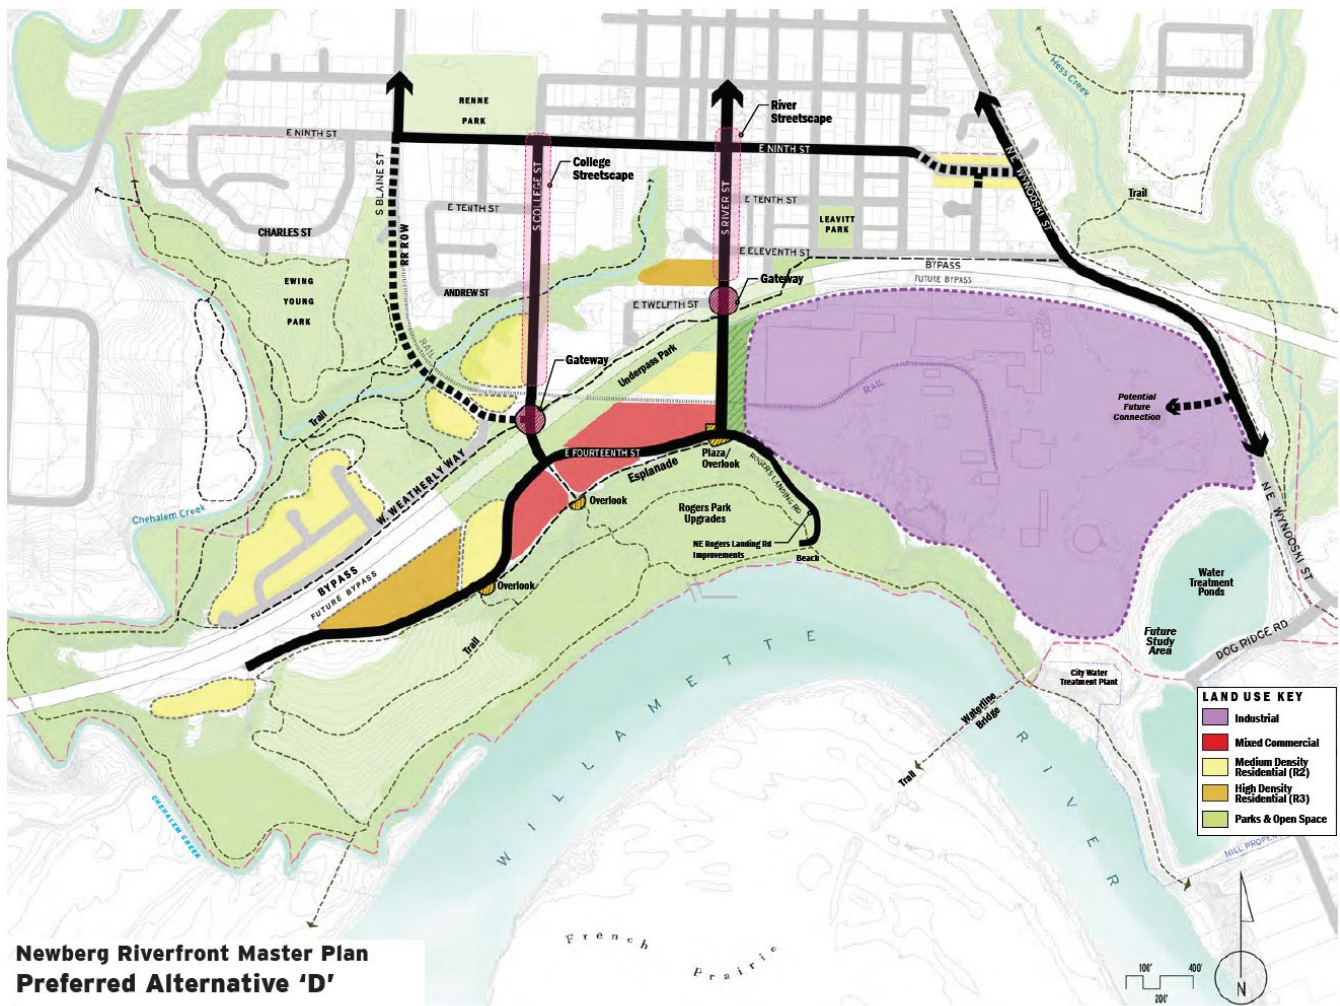 Hess Creek
RENNE
PARK
River
Streetscape
E NINTH ST
E NINTH ST
NE WYNOOSKI ST
S BLAINE ST
College
Streetscape
S COLLEGE ST
S RIVER ST
Trail
E TENTH ST
E TENTH ST
LEAVITT
PARK
CHARLES ST
RR ROW
E ELEVENTH ST
BYPASS
FUTURE BYPASS
EWING
YOUNG
PARK
ANDREW ST
Gateway
E TWELFTH ST
RAIL
Gateway
Underpass Park
RAIL
Potential
Future
Connection
Trail
E FOURTEENTH ST
Plaza/
Overlook
Esplanade
W. WEATHERLY WAY
ROGERS LANDING RD
Chehalem Creek
Overlook
Rogers Park
Upgrades
NE Rogers Landing Rd
Improvements
Beach
NE WYNOOSKI ST
BYPASS
FUTURE BYPASS
Overlook
Water
Treatment
Ponds
Trail
Future
Study
Area
DOG RIDGE RD
City Water
Treatment Plant
WILLAMETTE RIVER
Waterline
Bridge
Trail
LAND USE KEY
Industrial
Mixed Commercial
Medium Density
Residential (R2)
High Density
Residential (R3)
Parks & Open Space
CHEHALEM CREEK
French Prairie
Newberg Riverfront Master Plan
Preferred Alternative ‘D’
100'
400'
200'
N